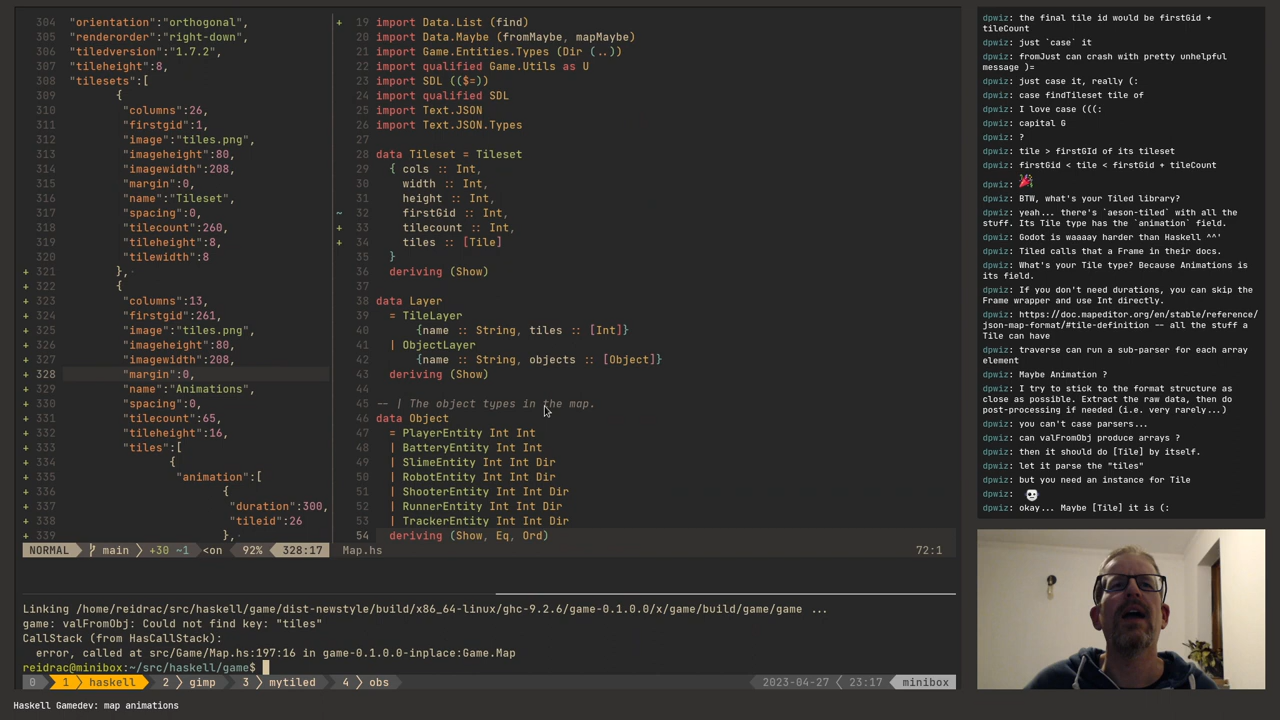 304 "orientation":"orthogonal",
305 "renderorder":"right-down",
306 "tiledversion":"1.7.2",
307 "tileheight":8,
308 "tilesets":[
309 {
310 "columns":26,
311 "firstgid":1,
312 "image":"tiles.png",
313 "imageheight":80,
314 "imagewidth":208,
315 "margin":0,
316 "name":"Tileset",
317 "spacing":0,
318 "tilecount":260,
319 "tileheight":8,
320 "tilewidth":8
+ 321 },·
+ 322 {
+ 323 "columns":13,
+ 324 "firstgid":261,
+ 325 "image":"tiles.png",
+ 326 "imageheight":80,
+ 327 "imagewidth":208,
+ 328 "margin":0,
+ 329 "name":"Animations",
+ 330 "spacing":0,
+ 331 "tilecount":65,
+ 332 "tileheight":16,
+ 333 "tiles":[
+ 334 {
+ 335 "animation":[
+ 336 {
+ 337 "duration":300,
+ 338 "tileid":26
+ 339 },·
NORMAL main +30 ~1 <on 92% 328:17
+ 19 import Data.List (find)
20 import Data.Maybe (fromMaybe, mapMaybe)
21 import Game.Entities.Types (Dir (..))
22 import qualified Game.Utils as U
23 import SDL (($=))
24 import qualified SDL
25 import Text.JSON
26 import Text.JSON.Types
27
28 data Tileset = Tileset
29 { cols :: Int,
30 width :: Int,
31 height :: Int,
~ 32 firstGid :: Int,
+ 33 tilecount :: Int,
+ 34 tiles :: [Tile]
35 }
36 deriving (Show)
37
38 data Layer
39 = TileLayer
40 {name :: String, tiles :: [Int]}
41 | ObjectLayer
42 {name :: String, objects :: [Object]}
43 deriving (Show)
44
45 -- | The object types in the map.
46 data Object
47 = PlayerEntity Int Int
48 | BatteryEntity Int Int
49 | SlimeEntity Int Int Dir
50 | RobotEntity Int Int Dir
51 | ShooterEntity Int Int Dir
52 | RunnerEntity Int Int Dir
53 | TrackerEntity Int Int Dir
54 deriving (Show, Eq, Ord)
Map.hs 72:1
Linking /home/reidrac/src/haskell/game/dist-newstyle/build/x86_64-linux/ghc-9.2.6/game-0.1.0.0/x/game/build/game/game ...
game: valFromObj: Could not find key: "tiles"
CallStack (from HasCallStack):
error, called at src/Game/Map.hs:197:16 in game-0.1.0.0-inplace:Game.Map
reidrac@minibox:~/src/haskell/game$
0 1 haskell 2 gimp 3 mytiled 4 obs 2023-04-27 23:17 minibox
dpwiz: the final tile id would be firstGid +
tileCount
dpwiz: just `case` it
dpwiz: fromJust can crash with pretty unhelpful
message )=
dpwiz: just case it, really (:
dpwiz: case findTileset tile of
dpwiz: I love case (((:
dpwiz: capital G
dpwiz: ?
dpwiz: tile > firstGId of its tileset
dpwiz: firstGid < tile < firstGid + tileCount
dpwiz:
dpwiz: BTW, what's your Tiled library?
dpwiz: yeah... there's `aeson-tiled` with all the
stuff. Its Tile type has the `animation` field.
dpwiz: Godot is waaaay harder than Haskell ^^'
dpwiz: Tiled calls that a Frame in their docs.
dpwiz: What's your Tile type? Because Animations is
its field.
dpwiz: If you don't need durations, you can skip the
Frame wrapper and use Int directly.
dpwiz: https://doc.mapeditor.org/en/stable/reference/
json-map-format/#tile-definition -- all the stuff a
Tile can have
dpwiz: traverse can run a sub-parser for each array
element
dpwiz: Maybe Animation ?
dpwiz: I try to stick to the format structure as
close as possible. Extract the raw data, then do
post-processing if needed (i.e. very rarely...)
dpwiz: you can't case parsers...
dpwiz: can valFromObj produce arrays ?
dpwiz: then it should do [Tile] by itself.
dpwiz: let it parse the "tiles"
dpwiz: but you need an instance for Tile
dpwiz:
dpwiz: okay... Maybe [Tile] it is (:
Haskell Gamedev: map animations